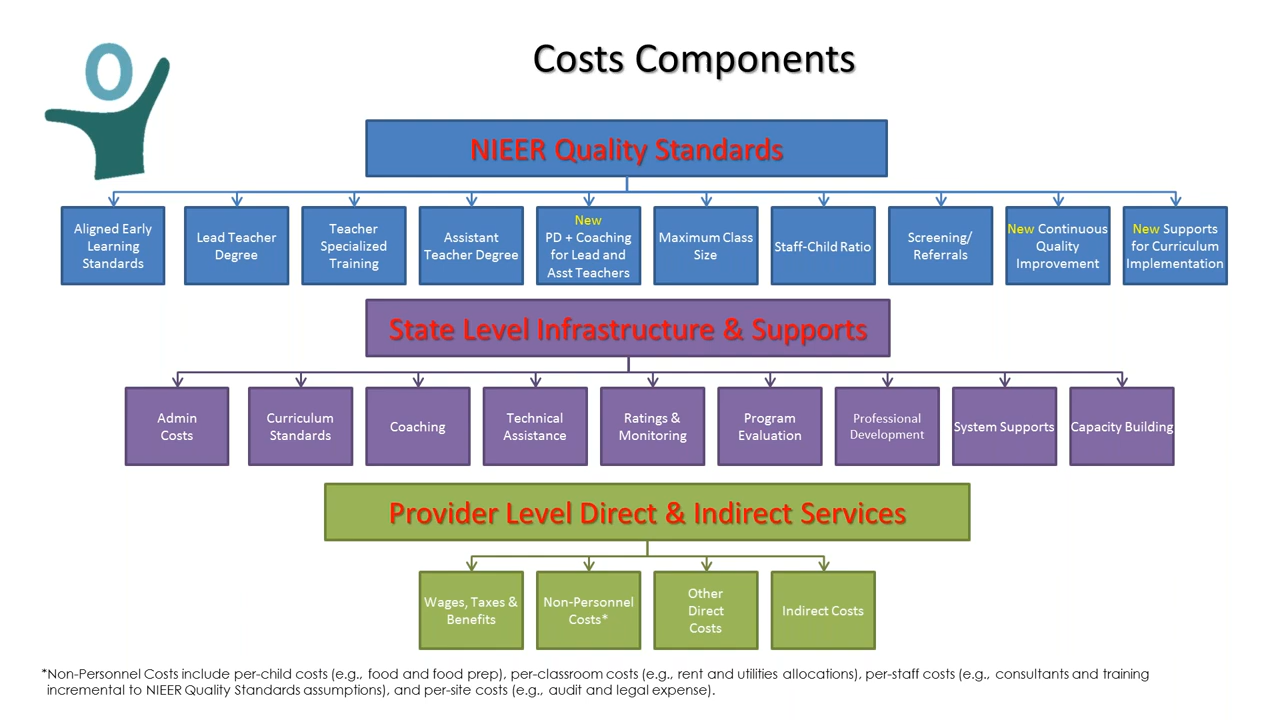 Costs Components
NIEER Quality Standards
Aligned Early
Learning
Standards
Lead Teacher
Degree
Teacher
Specialized
Training
Assistant
Teacher Degree
New
PD + Coaching
for Lead and
Asst Teachers
Maximum Class
Size
Staff-Child Ratio
Screening/
Referrals
New Continuous
Quality
Improvement
New Supports
for Curriculum
Implementation
State Level Infrastructure & Supports
Admin
Costs
Curriculum
Standards
Coaching
Technical
Assistance
Ratings &
Monitoring
Program
Evaluation
Professional
Development
System Supports
Capacity Building
Provider Level Direct & Indirect Services
Wages, Taxes &
Benefits
Non-Personnel
Costs*
Other
Direct
Costs
Indirect Costs
*Non-Personnel Costs include per-child costs (e.g., food and food prep), per-classroom costs (e.g., rent and utilities allocations), per-staff costs (e.g., consultants and training
incremental to NIEER Quality Standards assumptions), and per-site costs (e.g., audit and legal expense).